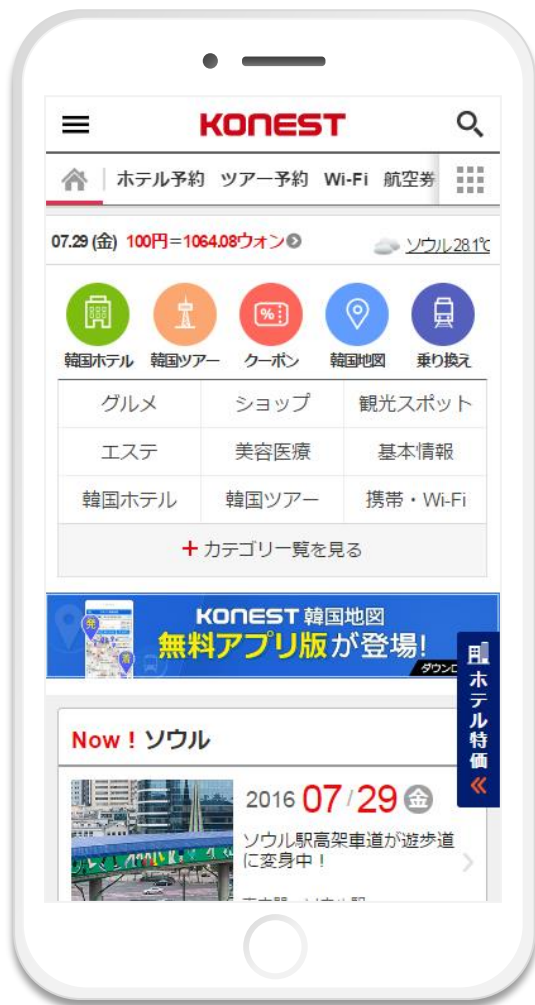 KONEST
ホテル予約 ツアー予約 Wi-Fi 航空券
07.29 (金) 100円=1064.08ウォン ソウル28.1℃
%
韓国ホテル 韓国ツアー クーポン 韓国地図 乗り換え
グルメ ショップ 観光スポット
エステ 美容医療 基本情報
韓国ホテル 韓国ツアー 携帯・Wi-Fi
+ カテゴリ一覧を見る
発 着
KONEST 韓国地図
無料アプリ版が登場!
ホテル特価
Now ! ソウル
2016 07/29 金
ソウル駅高架車道が遊歩道
に変身中！